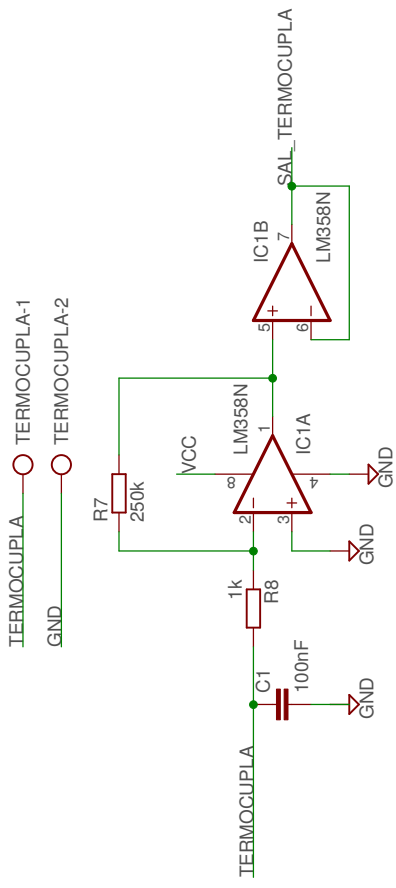 TERMOCUPLA
TERMOCUPLA-1
GND
TERMOCUPLA-2
TERMOCUPLA
C1
100nF
GND
1k
R8
R7
250k
2
3
GND
VCC
8
4
GND
LM358N
1
IC1A
5
6
IC1B
7
LM358N
SAL_TERMOCUPLA